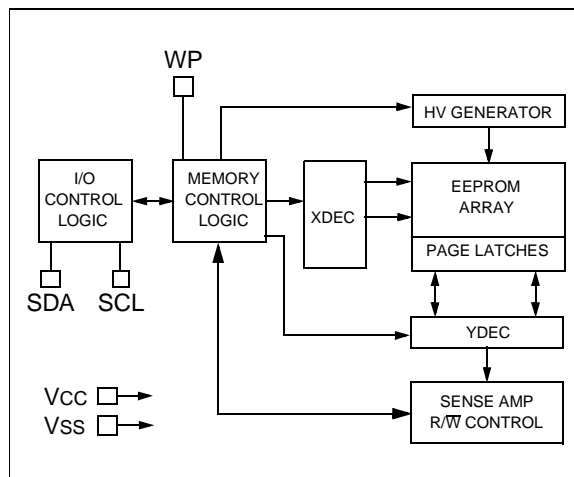 WP
HV GENERATOR
I/O
CONTROL
LOGIC
MEMORY
CONTROL
LOGIC
XDEC
EEPROM
ARRAY
PAGE LATCHES
SDA
SCL
YDEC
VCC
VSS
SENSE AMP
R/W̅ CONTROL